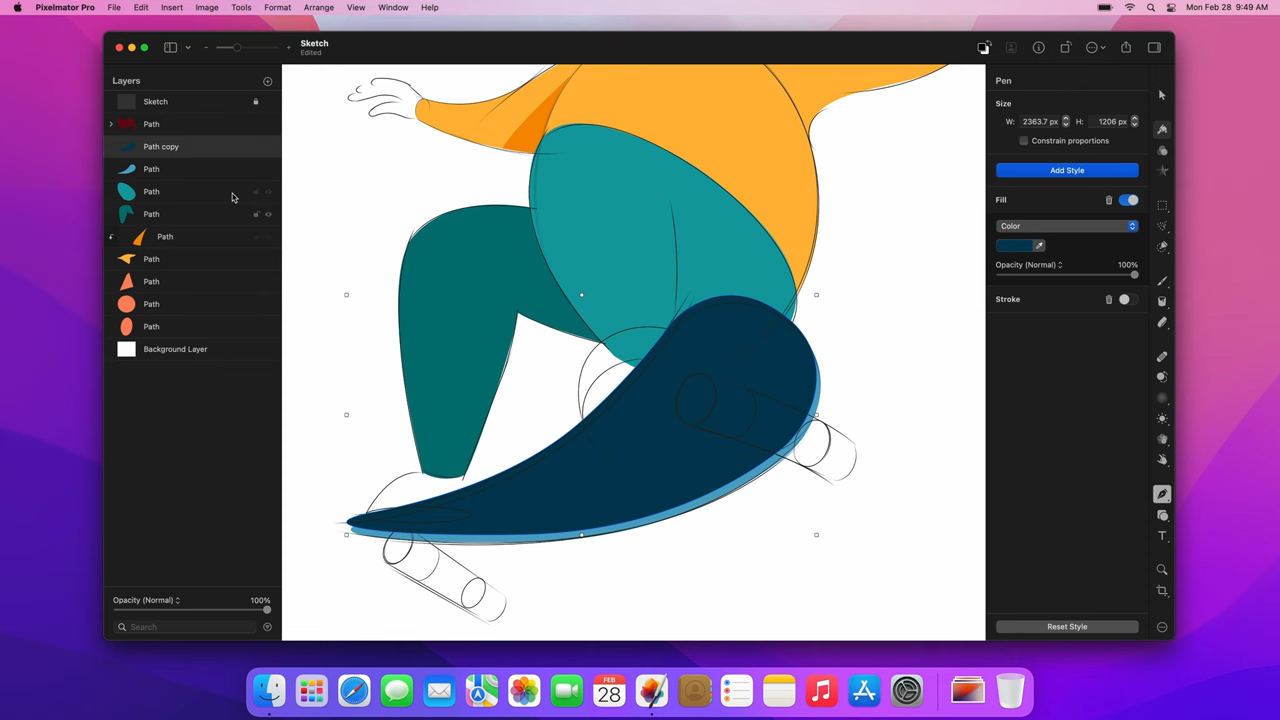 Pixelmator Pro File Edit Insert Image Tools Format Arrange View Window Help Mon Feb 28 9:49 AM
Sketch
Edited
Layers
Sketch
Path
Path copy
Path
Path
Path
Path
Path
Path
Path
Path
Background Layer
Opacity (Normal) 100%
Search
Pen
Size
W: 2363.7 px H: 1206 px
Constrain proportions
Add Style
Fill
Color
Opacity (Normal) 100%
Stroke
Reset Style
T
FEB
28